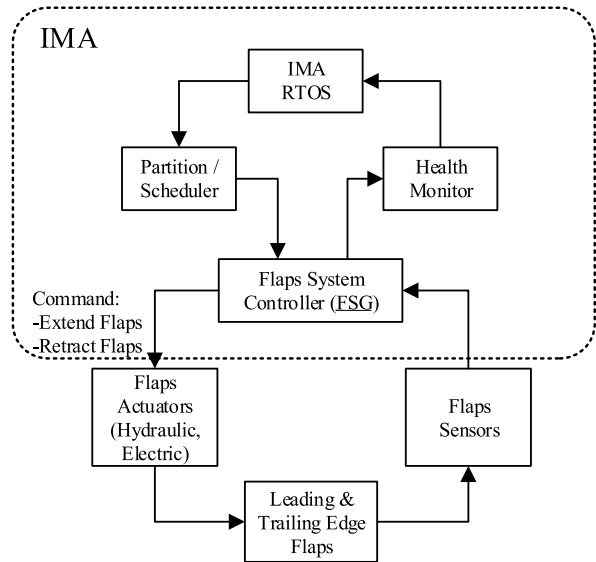 IMA
IMA
RTOS
Partition /
Scheduler
Health
Monitor
Flaps System
Controller (FSG)
Command:
-Extend Flaps
-Retract Flaps
Flaps
Actuators
(Hydraulic,
Electric)
Flaps
Sensors
Leading &
Trailing Edge
Flaps